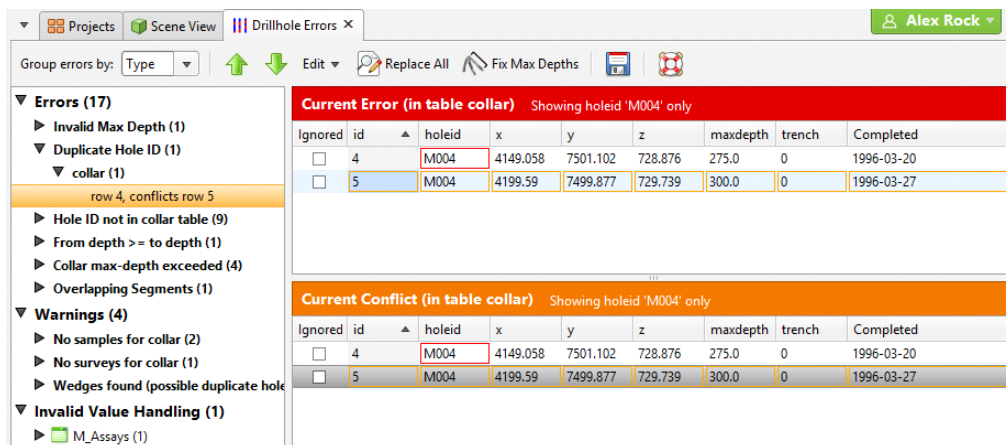 Projects Scene View Drillhole Errors Alex Rock
Group errors by: Type Edit Replace All Fix Max Depths
Errors (17)
Invalid Max Depth (1)
Duplicate Hole ID (1)
collar (1)
row 4, conflicts row 5
Hole ID not in collar table (9)
From depth >= to depth (1)
Collar max-depth exceeded (4)
Overlapping Segments (1)
Warnings (4)
No samples for collar (2)
No surveys for collar (1)
Wedges found (possible duplicate hole
Invalid Value Handling (1)
M_Assays (1)
Current Error (in table collar) Showing holeid 'M004' only
Ignored id holeid x y z maxdepth trench Completed
4 M004 4149.058 7501.102 728.876 275.0 0 1996-03-20
5 M004 4199.59 7499.877 729.739 300.0 0 1996-03-27
Current Conflict (in table collar) Showing holeid 'M004' only
Ignored id holeid x y z maxdepth trench Completed
4 M004 4149.058 7501.102 728.876 275.0 0 1996-03-20
5 M004 4199.59 7499.877 729.739 300.0 0 1996-03-27